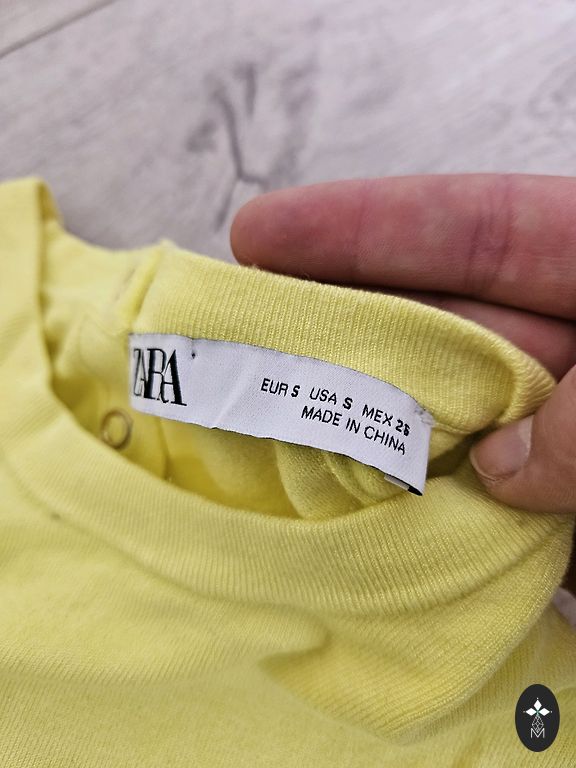 ZARA
EUR S USA S MEX 26
MADE IN CHINA
M